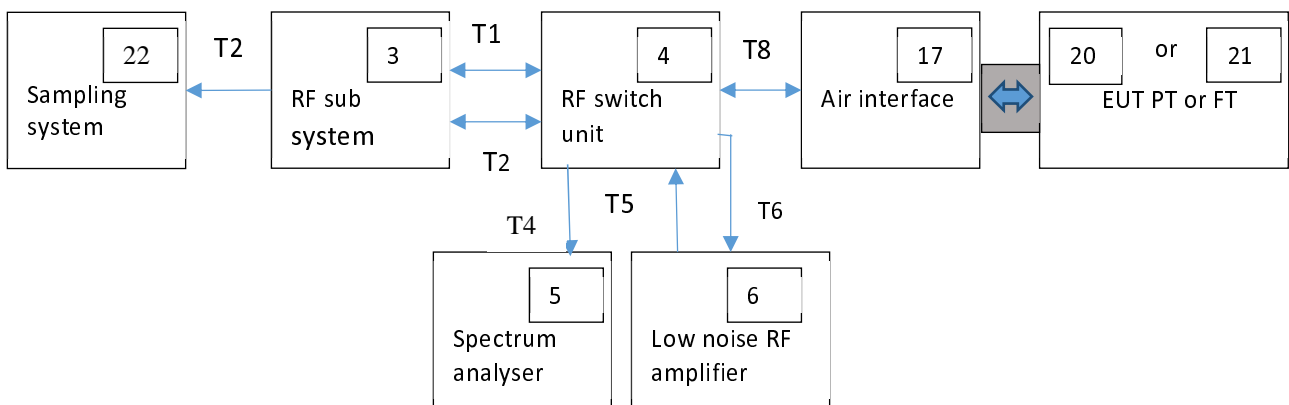 22
T2
3
T1
4
T8
17
20
or
21
Sampling
system
RF sub
system
RF switch
unit
Air interface
EUT PT or FT
T2
T4
T5
T6
5
6
Spectrum
analyser
Low noise RF
amplifier